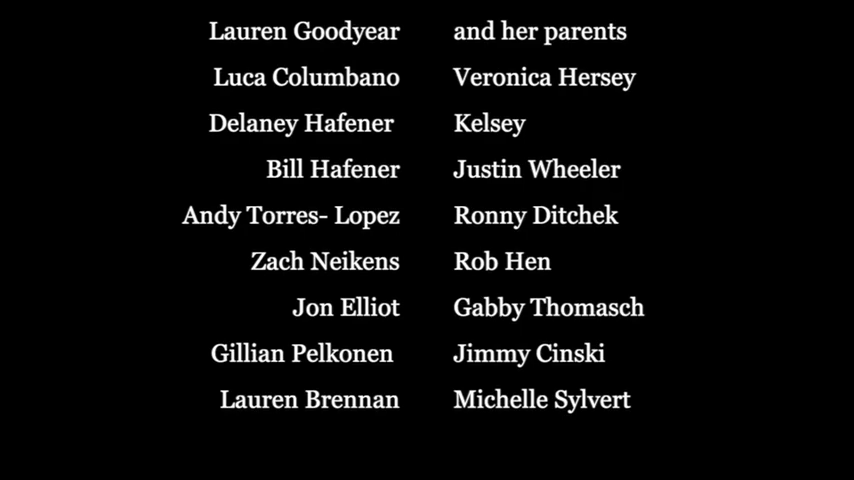 Lauren Goodyear and her parents
Luca Columbano Veronica Hersey
Delaney Hafener Kelsey
Bill Hafener Justin Wheeler
Andy Torres- Lopez Ronny Ditchek
Zach Neikens Rob Hen
Jon Elliot Gabby Thomasch
Gillian Pelkonen Jimmy Cinski
Lauren Brennan Michelle Sylvert